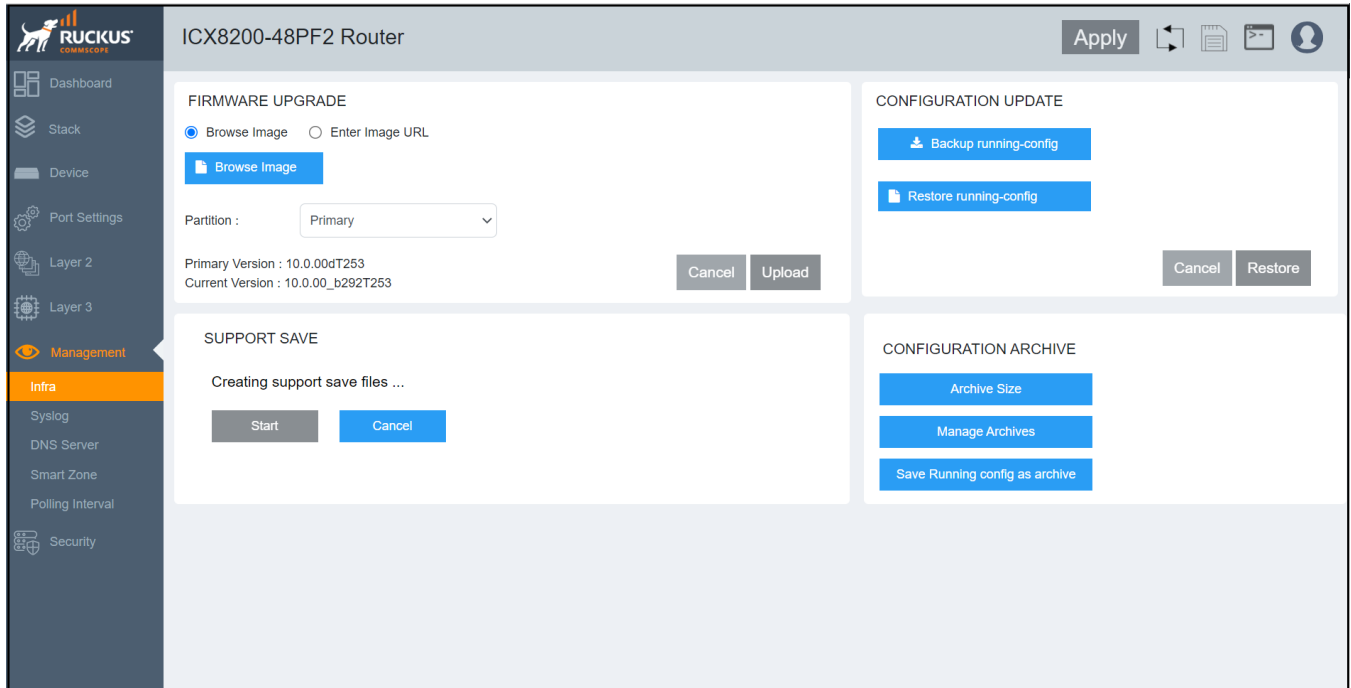 RUCKUS
COMMSCOPE
ICX8200-48PF2 Router
Apply
Dashboard
Stack
Device
Port Settings
Layer 2
Layer 3
Management
Infra
Syslog
DNS Server
Smart Zone
Polling Interval
Security
FIRMWARE UPGRADE
Browse Image
Enter Image URL
Browse Image
Partition :
Primary
Primary Version : 10.0.00dT253
Current Version : 10.0.00_b292T253
Cancel
Upload
CONFIGURATION UPDATE
Backup running-config
Restore running-config
Cancel
Restore
SUPPORT SAVE
Creating support save files ...
Start
Cancel
CONFIGURATION ARCHIVE
Archive Size
Manage Archives
Save Running config as archive